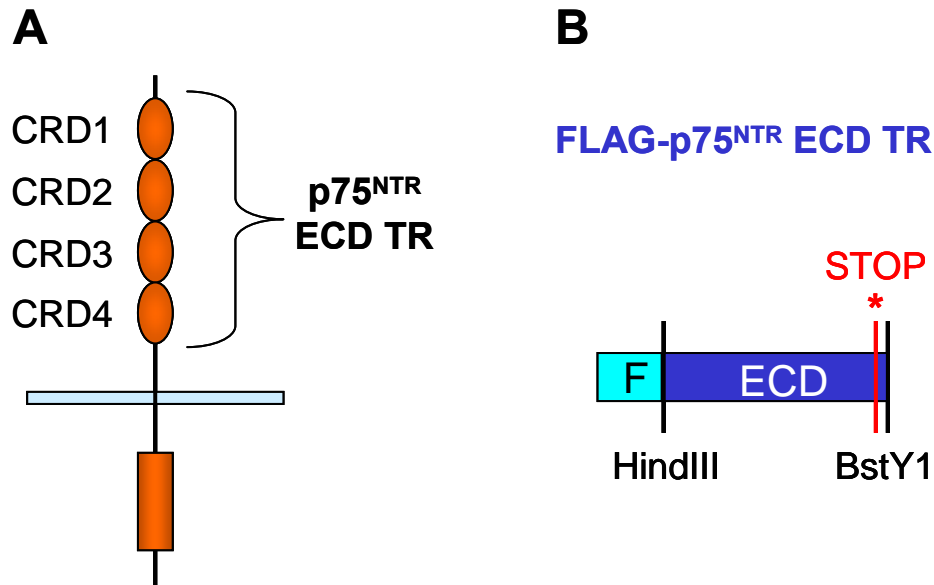 A
CRD1
CRD2
CRD3
CRD4
p75NTR
ECD TR
B
FLAG-p75NTR ECD TR
STOP
*
F
ECD
HindIII
BstY1